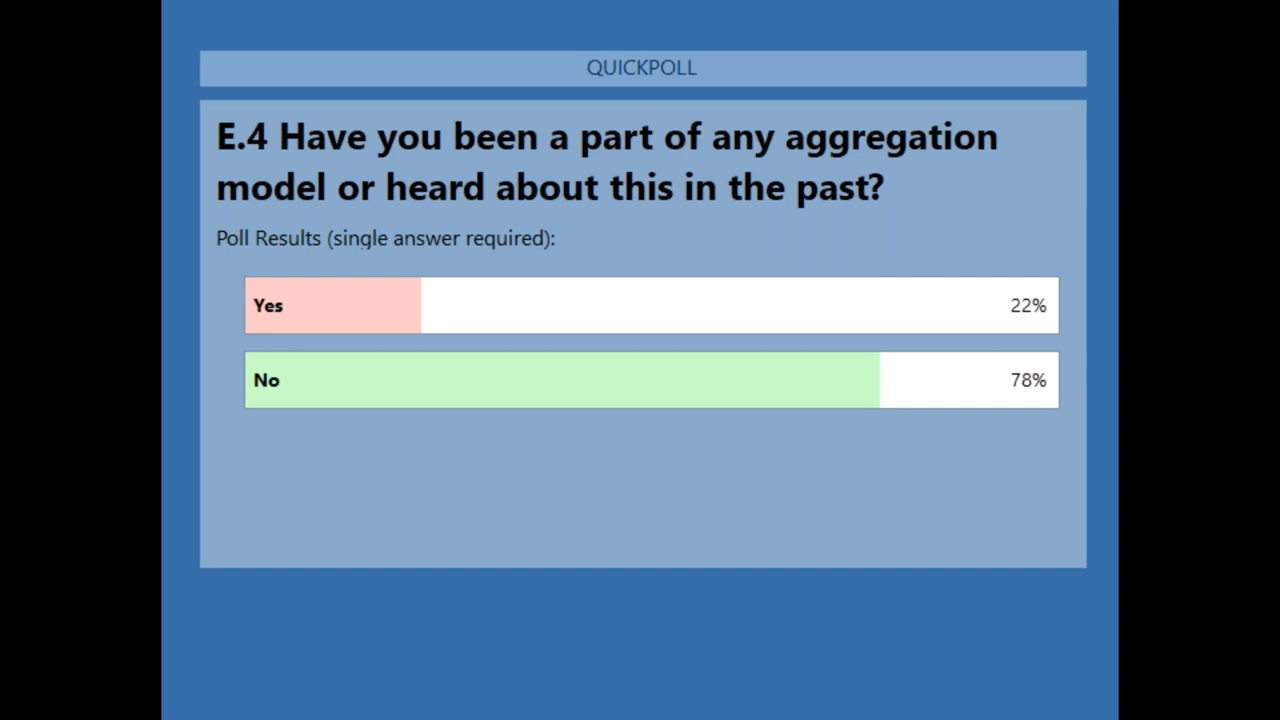 QUICKPOLL
E.4 Have you been a part of any aggregation
model or heard about this in the past?
Poll Results (single answer required):
Yes 22%
No 78%